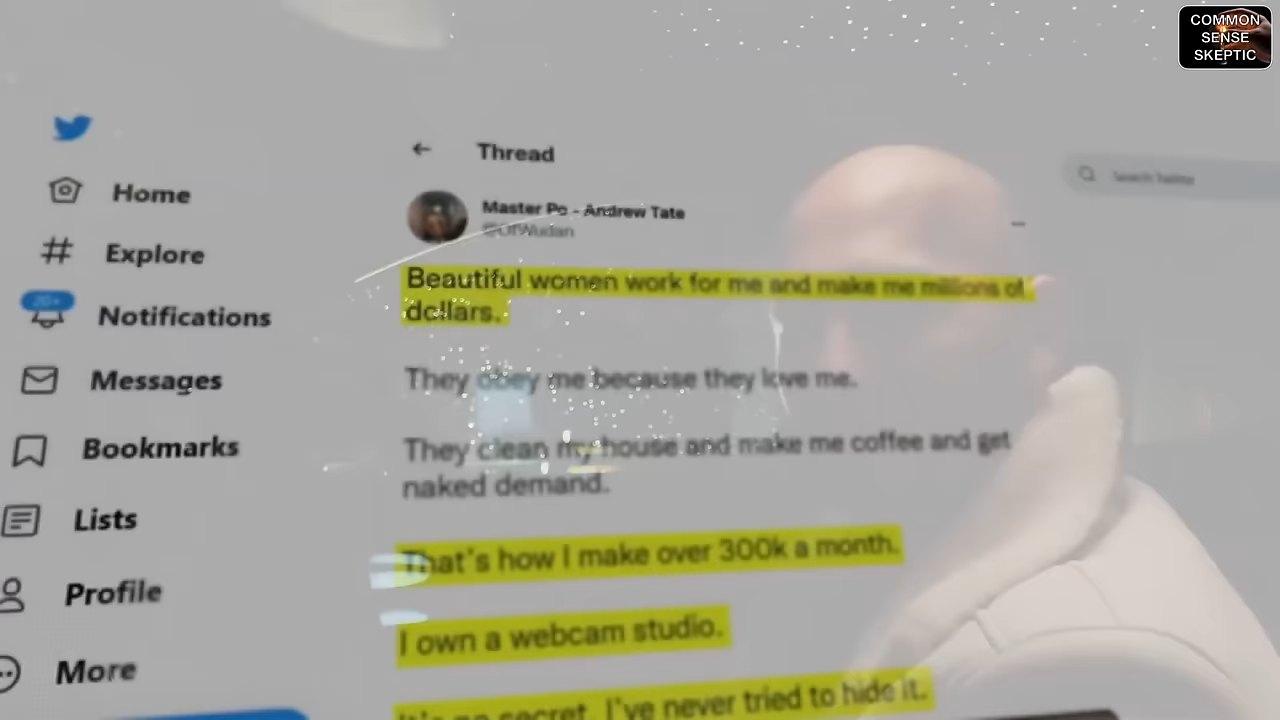 COMMON
SENSE
SKEPTIC
Thread
Home
Master Po - Andrew Tate
Explore
Beautiful women work for me and make me millions of
dollars.
20+
Notifications
They obey me because they love me.
Messages
They clean my house and make me coffee and get
naked demand.
Bookmarks
Lists
That's how I make over 300k a month.
Profile
I own a webcam studio.
More
It's no secret. I've never tried to hide it.